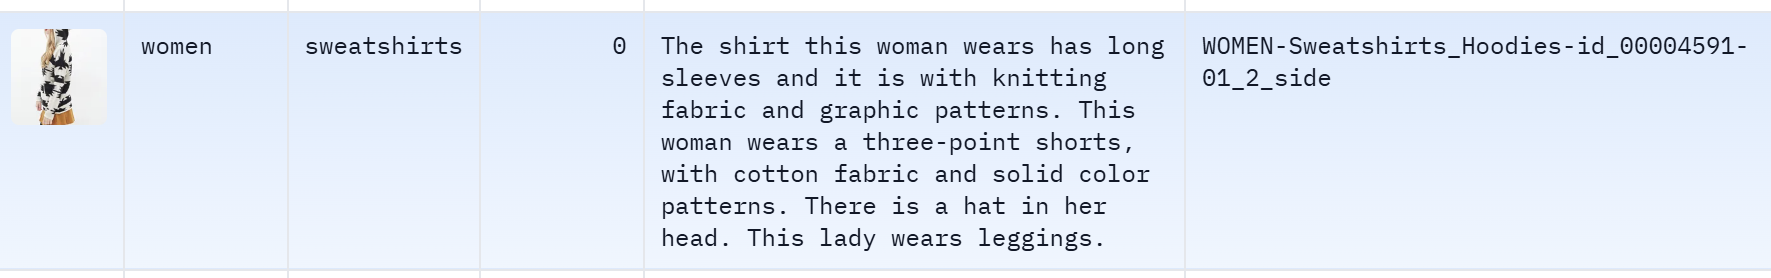 women
sweatshirts
0
The shirt this woman wears has long
sleeves and it is with knitting
fabric and graphic patterns. This
woman wears a three-point shorts,
with cotton fabric and solid color
patterns. There is a hat in her
head. This lady wears leggings.
WOMEN-Sweatshirts_Hoodies-id_00004591-
01_2_side